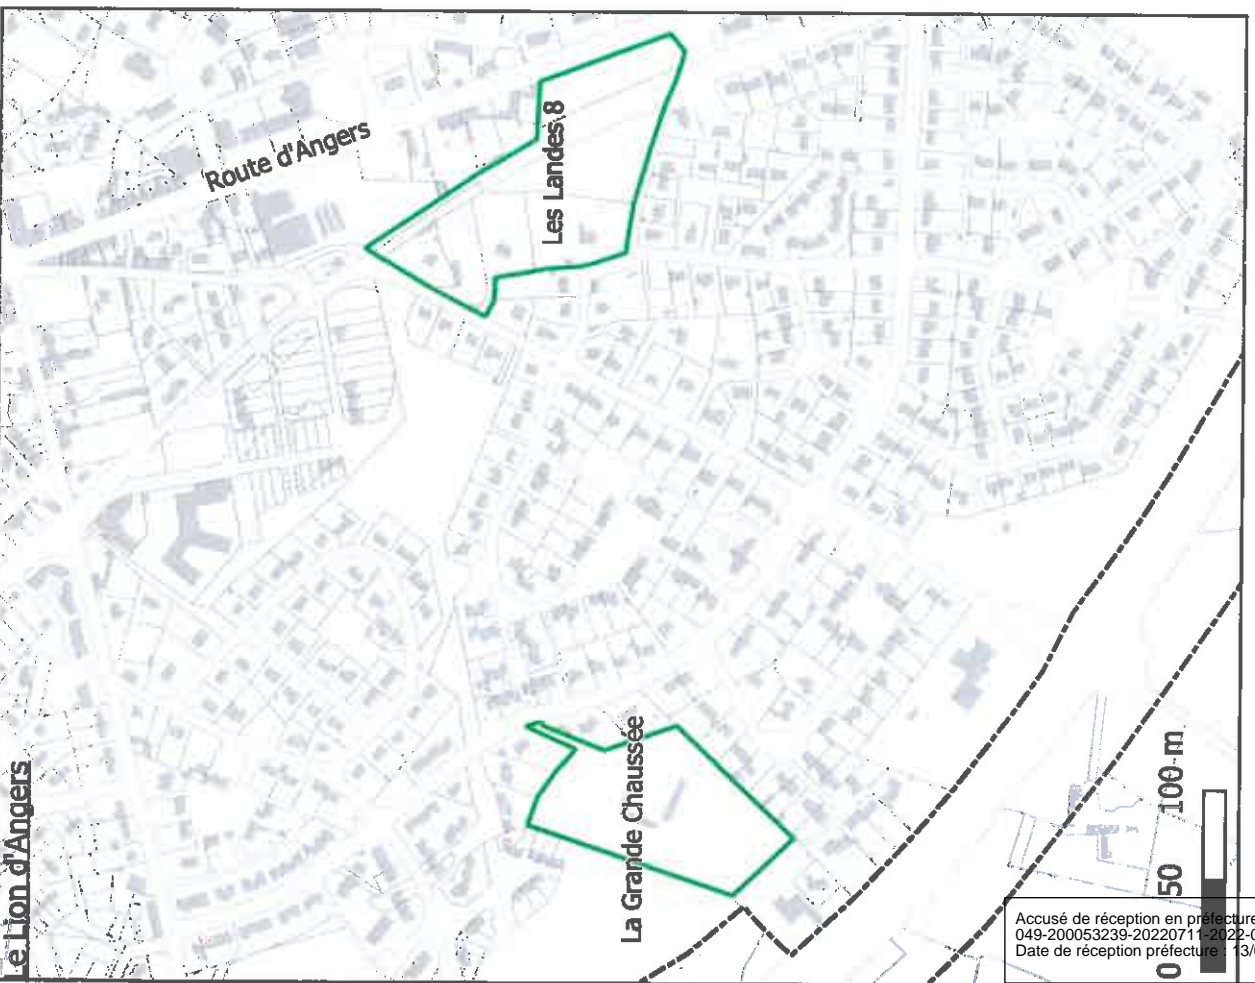 Le Lion d'Angers
Route d'Angers
Les Landes 8
La Grande Chaussée
0 50 100 m
Accusé de réception en préfecture
049-200053239-20220711-2022-0
Date de réception préfecture : 13/